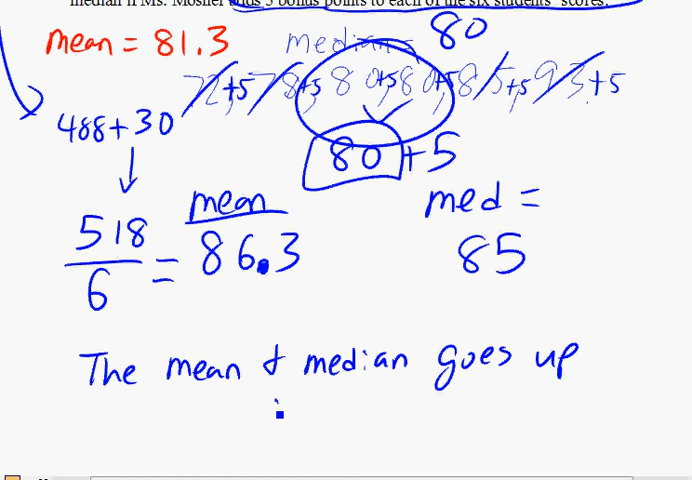 median if Ms. Mosher adds 5 bonus points to each of the six students' scores.
mean = 81.3 median = 80
72+5 78+5 80+5 80+5 85+5 93+5
488+30
80 +5
518/6 = 86.3
mean
med =
85
The mean & median goes up